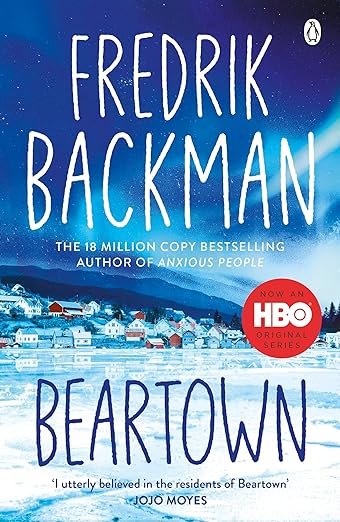 FREDRIK
BACKMAN
THE 18 MILLION COPY BESTSELLING
AUTHOR OF ANXIOUS PEOPLE
NOW AN
HBO
ORIGINAL
SERIES
BEARTOWN
'I utterly believed in the residents of Beartown'
JOJO MOYES